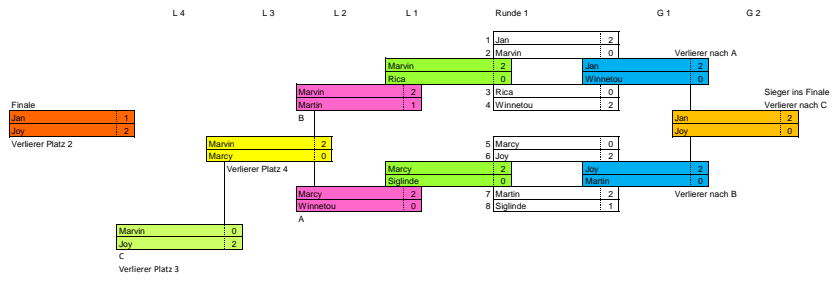 L 4 L 3 L 2 L 1 Runde 1 G 1 G 2
1 Jan 2
2 Marvin 0 Verlierer nach A
Marvin 2 Jan 2
Rica 0 Winnetou 0
Marvin 2 3 Rica 0 Sieger ins Finale
Finale Martin 1 4 Winnetou 2 Verlierer nach C
Jan 1 B Jan 2
Joy 2 Joy 0
Verlierer Platz 2 Marvin 2 5 Marcy 0
Marcy 0 6 Joy 2
Verlierer Platz 4 Marcy 2 Joy 2
Siglinde 0 Martin 0
Marcy 2 7 Martin 2 Verlierer nach B
Winnetou 0 8 Siglinde 1
A
Marvin 0
Joy 2
C
Verlierer Platz 3